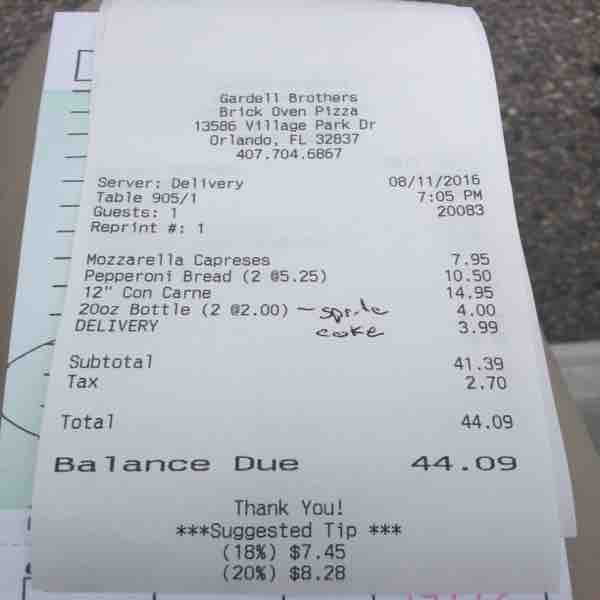 Gardell Brothers
Brick Oven Pizza
13586 Village Park Dr
Orlando, FL 32837
407.704.6867
Server: Delivery 08/11/2016
Table 905/1 7:05 PM
Guests: 1 20083
Reprint #: 1
Mozzarella Capreses 7.95
Pepperoni Bread (2 @5.25) 10.50
12" Con Carne 14.95
20oz Bottle (2 @2.00) - sprite 4.00
coke
DELIVERY 3.99
Subtotal 41.39
Tax 2.70
Total 44.09
Balance Due 44.09
Thank You!
***Suggested Tip ***
(18%) $7.45
(20%) $8.28